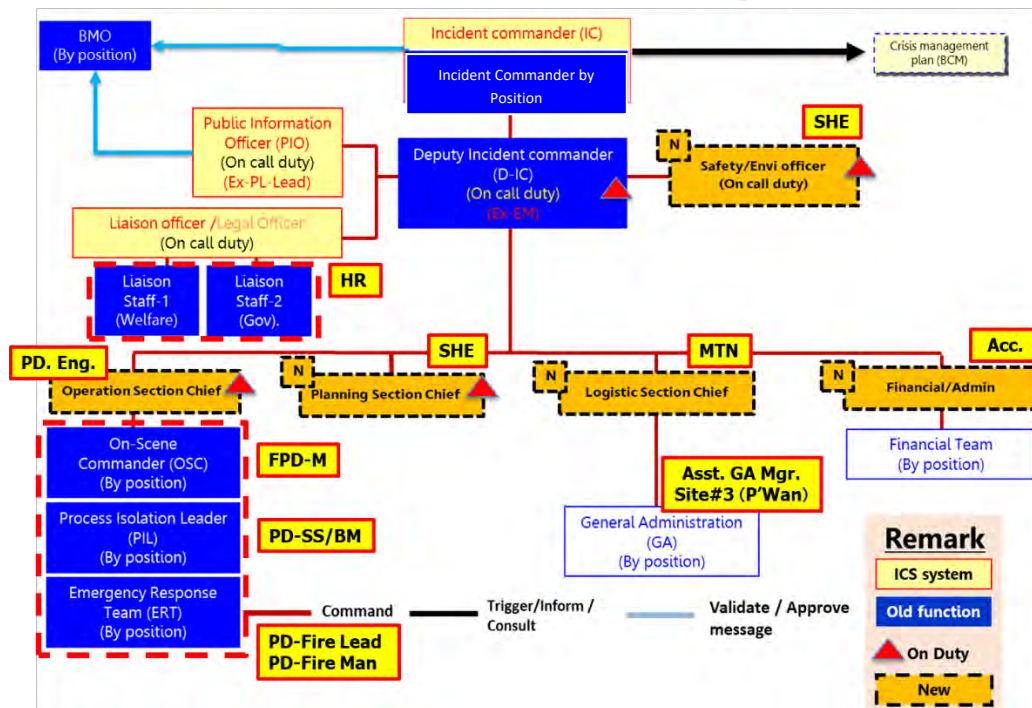 BMO
(By position)
Incident commander (IC)
Incident Commander by
Position
Crisis management
plan (BCM)
Public Information
Officer (PIO)
(On call duty)
(Ex-PL-Lead)
Deputy Incident commander
(D-IC)
(On call duty)
(Ex-EM)
SHE
N
Safety/Envi officer
(On call duty)
Liaison officer /Legal Officer
(On call duty)
Liaison
Staff-1
(Welfare)
Liaison
Staff-2
(Gov).
HR
PD. Eng.
SHE
MTN
Acc.
Operation Section Chief
N
Planning Section Chief
N
Logistic Section Chief
N
Financial/Admin
On-Scene
Commander (OSC)
(By position)
FPD-M
Financial Team
(By position)
Asst. GA Mgr.
Site#3 (P'Wan)
Process Isolation Leader
(PIL)
(By position)
PD-SS/BM
General Administration
(GA)
(By position)
Emergency Response
Team (ERT)
(By position)
PD-Fire Lead
PD-Fire Man
Command
Trigger/Inform /
Consult
Validate / Approve
message
Remark
ICS system
Old function
On Duty
New